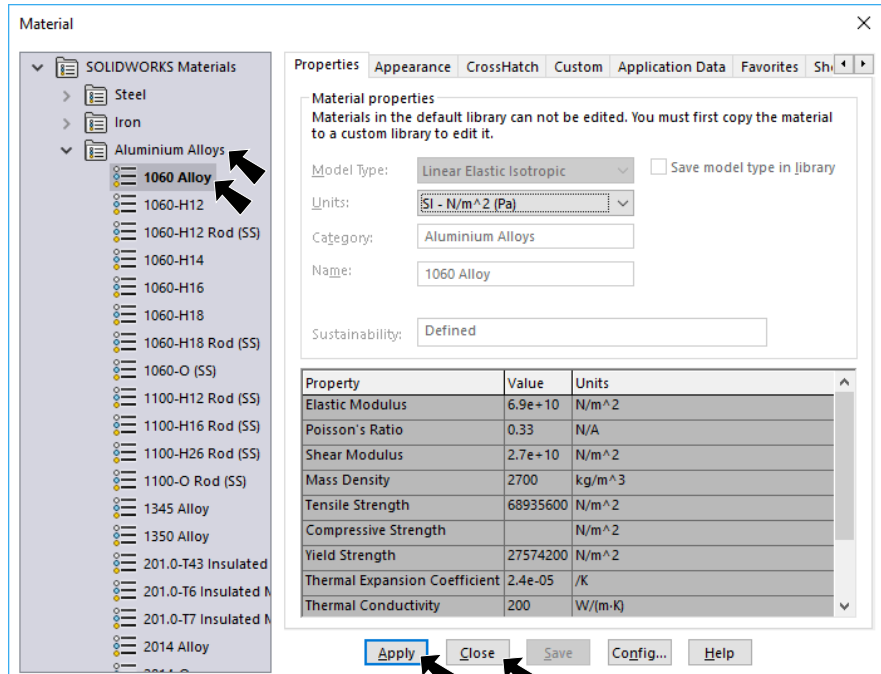 Material
SOLIDWORKS Materials
Steel
Iron
Aluminium Alloys
1060 Alloy
1060-H12
1060-H12 Rod (SS)
1060-H14
1060-H16
1060-H18
1060-H18 Rod (SS)
1060-O (SS)
1100-H12 Rod (SS)
1100-H16 Rod (SS)
1100-H26 Rod (SS)
1100-O Rod (SS)
1345 Alloy
1350 Alloy
201.0-T43 Insulated
201.0-T6 Insulated
201.0-T7 Insulated
2014 Alloy
Properties Appearance CrossHatch Custom Application Data Favorites
Material properties
Materials in the default library can not be edited. You must first copy the material
to a custom library to edit it.
Model Type: Linear Elastic Isotropic Save model type in library
Units: SI - N/m^2 (Pa)
Category: Aluminium Alloys
Name: 1060 Alloy
Sustainability: Defined
Property Value Units
Elastic Modulus 6.9e+10 N/m^2
Poisson's Ratio 0.33 N/A
Shear Modulus 2.7e+10 N/m^2
Mass Density 2700 kg/m^3
Tensile Strength 68935600 N/m^2
Compressive Strength N/m^2
Yield Strength 27574200 N/m^2
Thermal Expansion Coefficient 2.4e-05 /K
Thermal Conductivity 200 W/(m·K)
Apply Close Save Config... Help